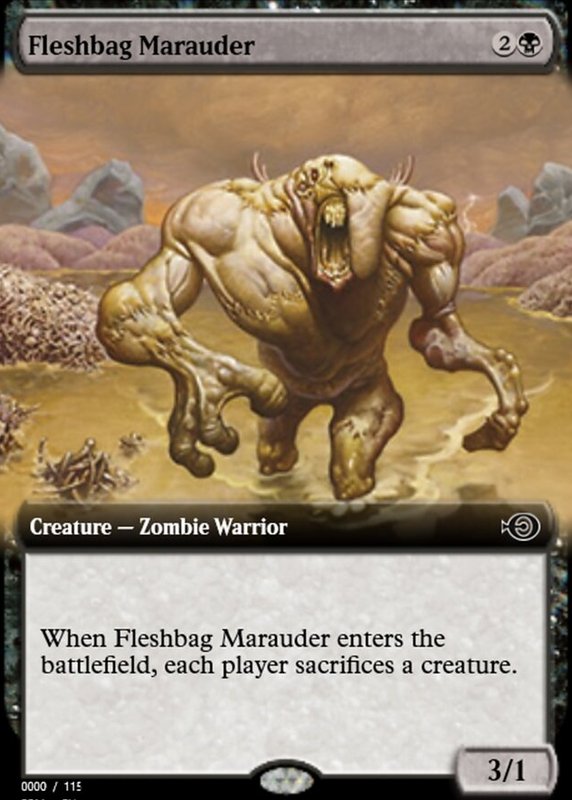 Fleshbag Marauder 2
Creature — Zombie Warrior
When Fleshbag Marauder enters the
battlefield, each player sacrifices a creature.
3/1
0000 / 115